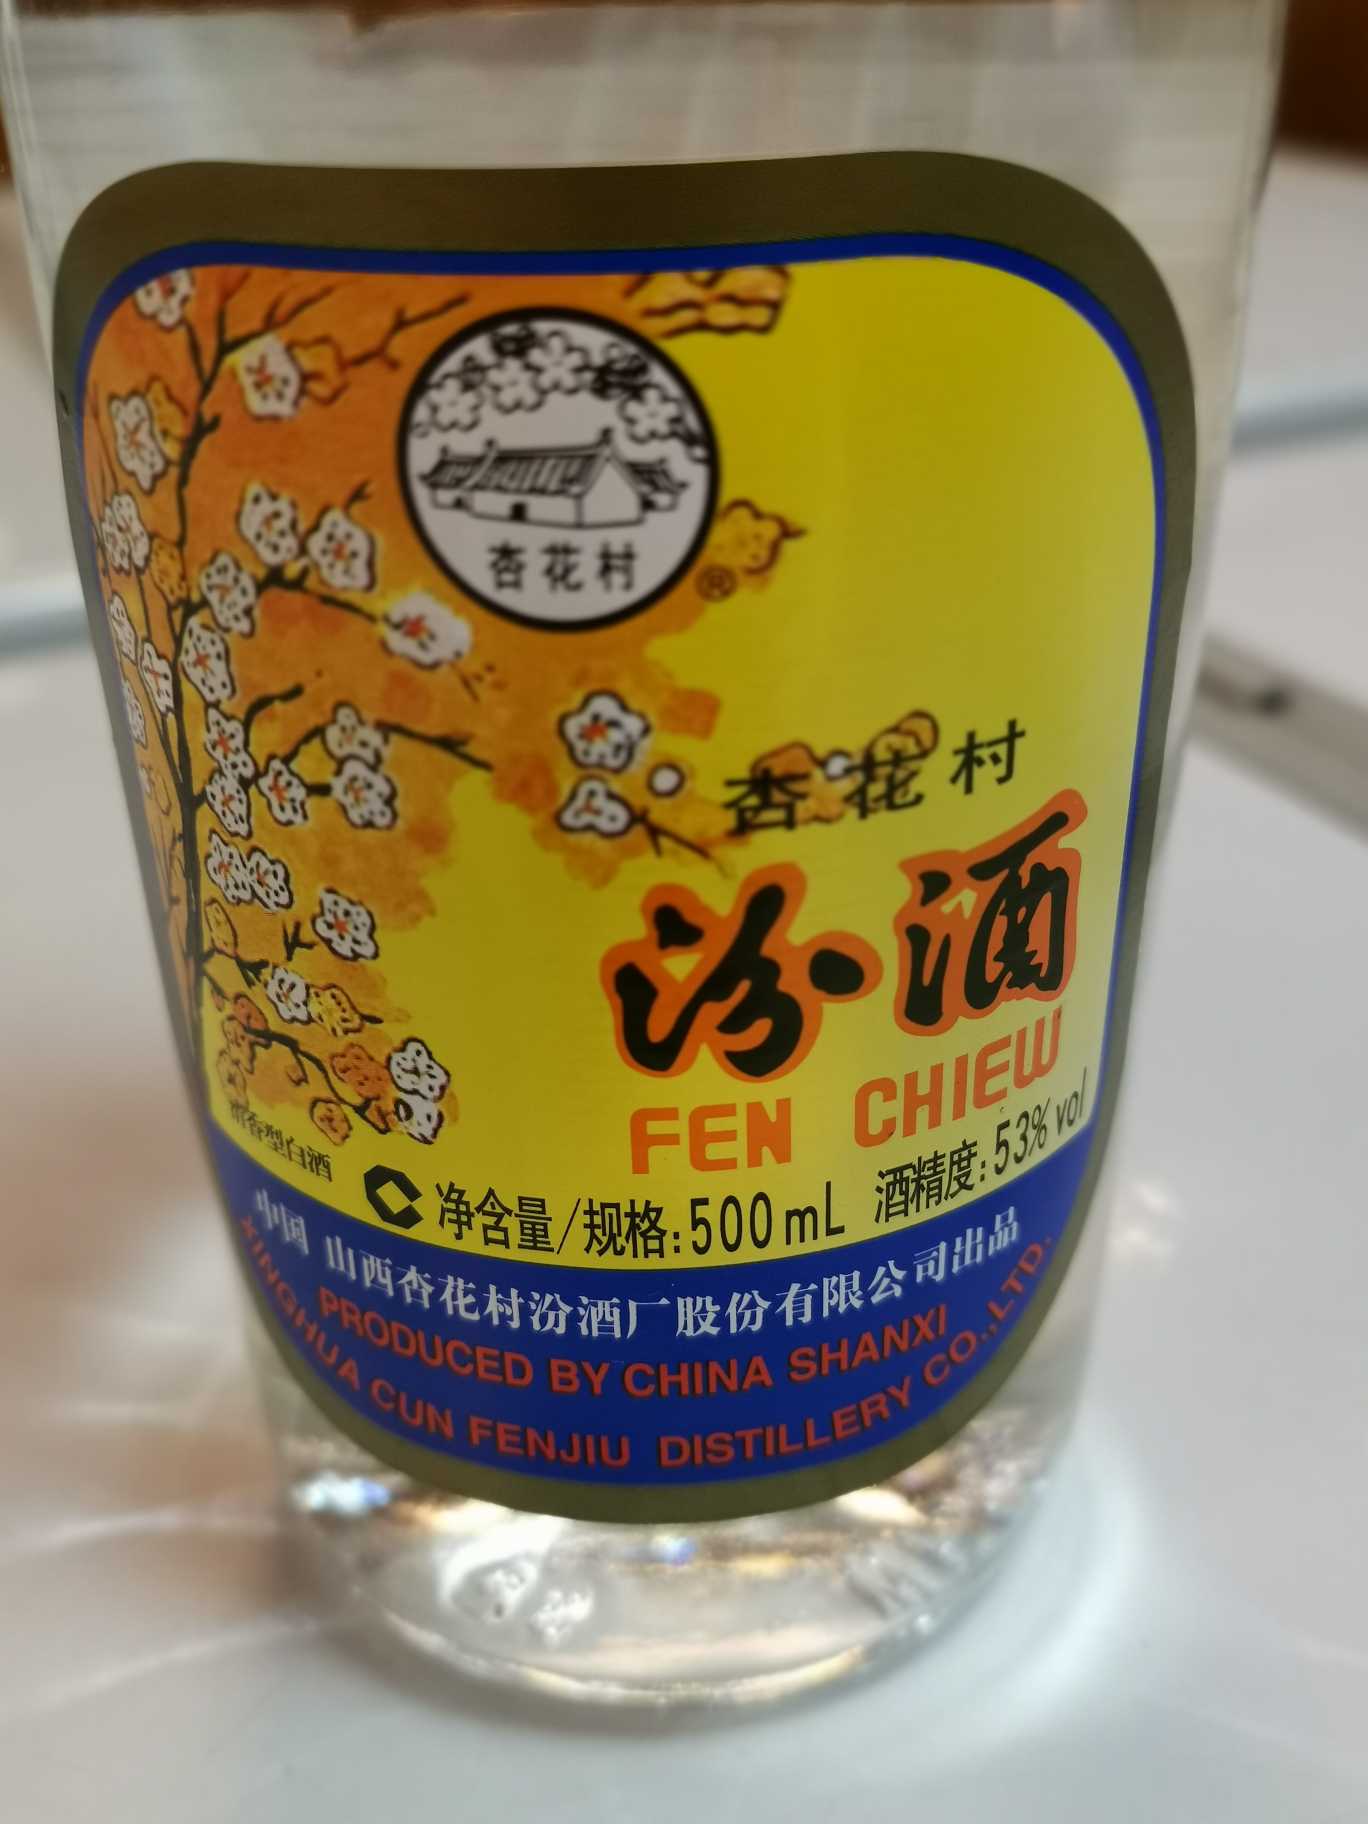 杏花村
®
杏花村
汾酒
FEN CHIEW
清香型白酒
净含量/规格:500mL 酒精度:53%vol
中国 山西杏花村汾酒厂股份有限公司出品
PRODUCED BY CHINA SHANXI
XINGHUA CUN FENJIU DISTILLERY CO.,LTD.